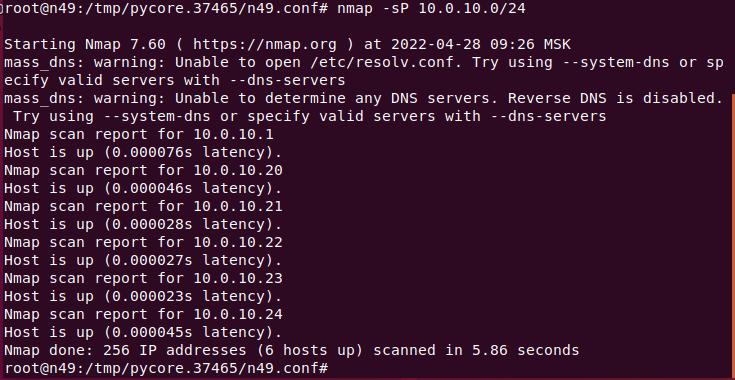 root@n49:/tmp/pycore.37465/n49.conf# nmap -sP 10.0.10.0/24
Starting Nmap 7.60 ( https://nmap.org ) at 2022-04-28 09:26 MSK
mass_dns: warning: Unable to open /etc/resolv.conf. Try using --system-dns or sp
ecify valid servers with --dns-servers
mass_dns: warning: Unable to determine any DNS servers. Reverse DNS is disabled.
 Try using --system-dns or specify valid servers with --dns-servers
Nmap scan report for 10.0.10.1
Host is up (0.000076s latency).
Nmap scan report for 10.0.10.20
Host is up (0.000046s latency).
Nmap scan report for 10.0.10.21
Host is up (0.000028s latency).
Nmap scan report for 10.0.10.22
Host is up (0.000027s latency).
Nmap scan report for 10.0.10.23
Host is up (0.000023s latency).
Nmap scan report for 10.0.10.24
Host is up (0.000045s latency).
Nmap done: 256 IP addresses (6 hosts up) scanned in 5.86 seconds
root@n49:/tmp/pycore.37465/n49.conf#